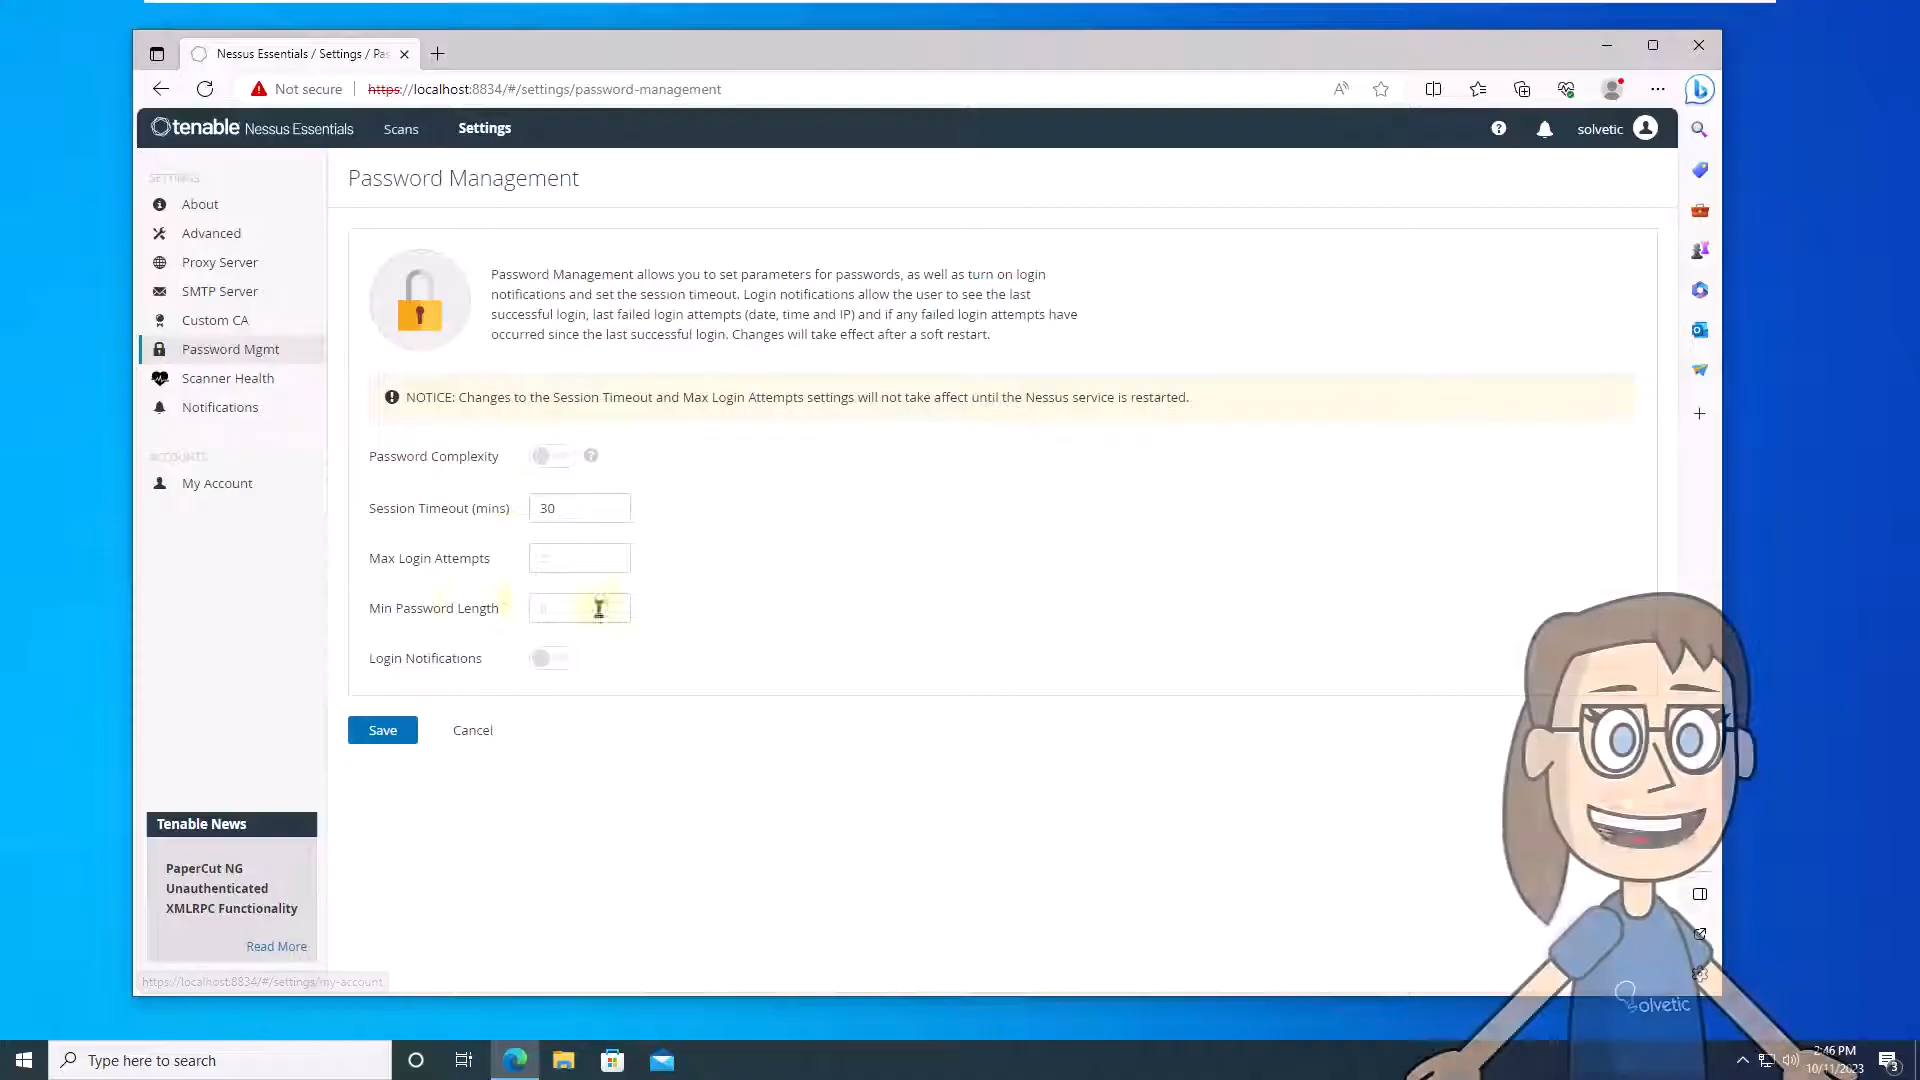 Nessus Essentials / Settings / Pas
Not secure
https://localhost:8834/#/settings/password-management
tenable Nessus Essentials
Scans
Settings
solvetic
SETTINGS
About
Advanced
Proxy Server
SMTP Server
Custom CA
Password Mgmt
Scanner Health
Notifications
ACCOUNTS
My Account
Password Management
Password Management allows you to set parameters for passwords, as well as turn on login
notifications and set the session timeout. Login notifications allow the user to see the last
successful login, last failed login attempts (date, time and IP) and if any failed login attempts have
occurred since the last successful login. Changes will take effect after a soft restart.
NOTICE: Changes to the Session Timeout and Max Login Attempts settings will not take affect until the Nessus service is restarted.
Password Complexity
Session Timeout (mins) 30
Max Login Attempts
Min Password Length
Login Notifications
Save
Cancel
Tenable News
PaperCut NG
Unauthenticated
XMLRPC Functionality
Read More
https://localhost:8834/#/settings/my-account
Solvetic
Type here to search
2:46 PM
10/11/2023
3